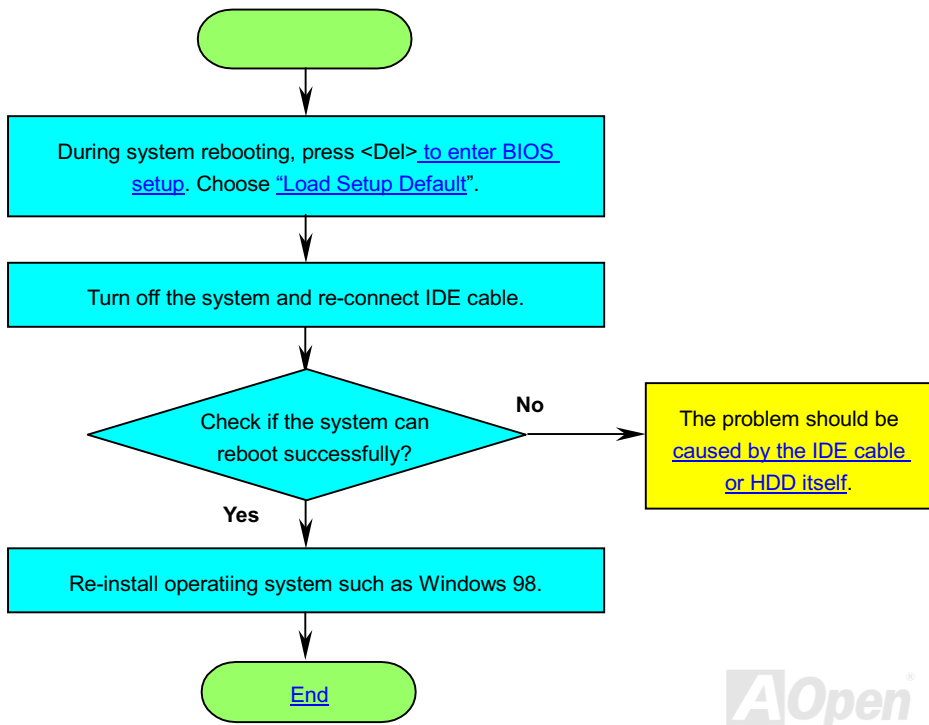 During system rebooting, press <Del> to enter BIOS
setup. Choose “Load Setup Default”.
Turn off the system and re-connect IDE cable.
Check if the system can
reboot successfully?
No
The problem should be
caused by the IDE cable
or HDD itself.
Yes
Re-install operatiing system such as Windows 98.
End
AOpen®